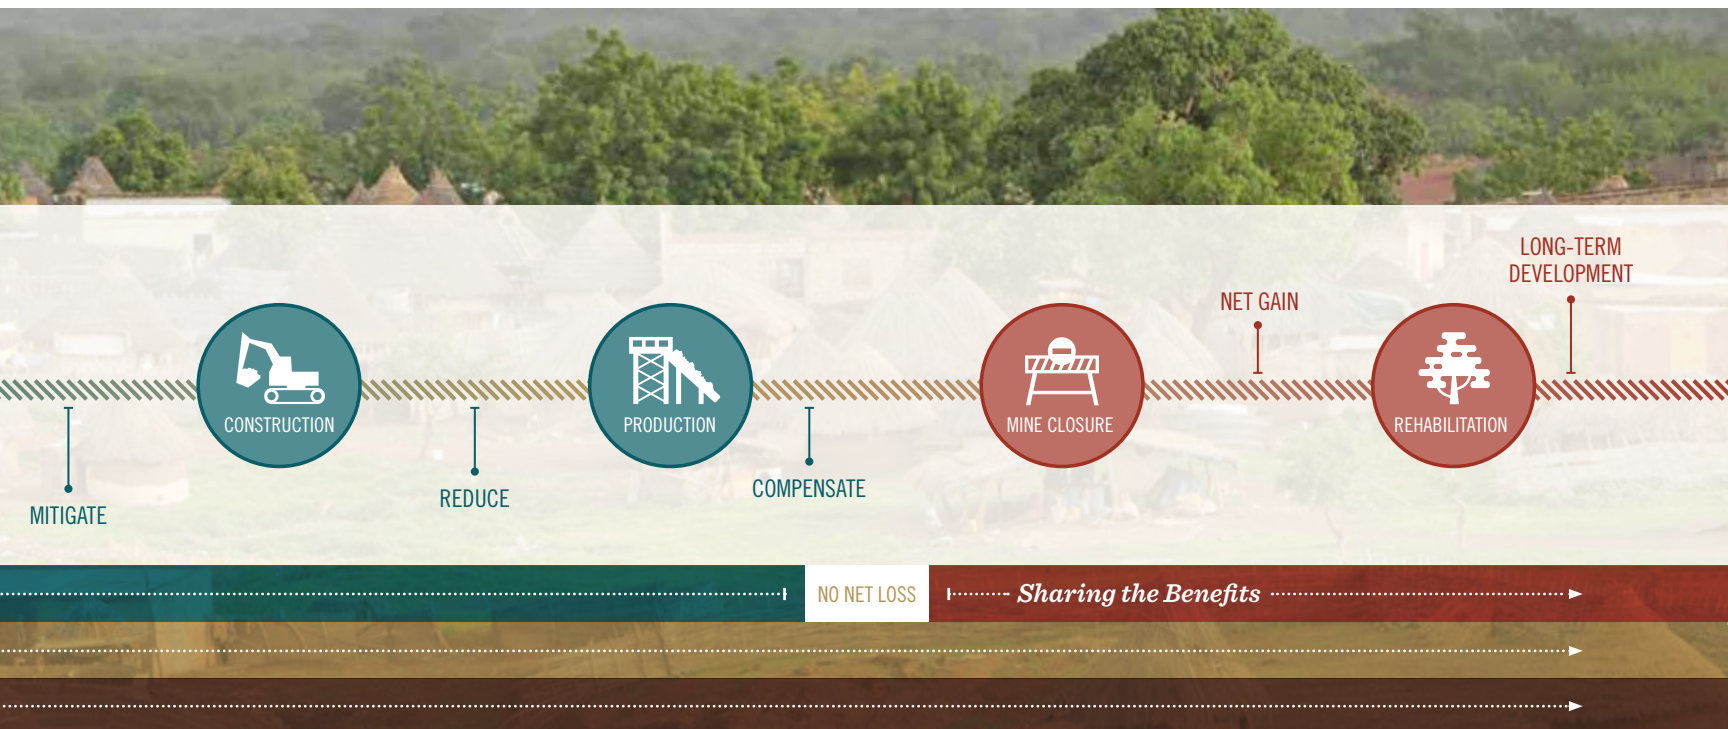 LONG-TERM
DEVELOPMENT
NET GAIN
CONSTRUCTION
PRODUCTION
MINE CLOSURE
REHABILITATION
MITIGATE
REDUCE
COMPENSATE
NO NET LOSS
Sharing the Benefits